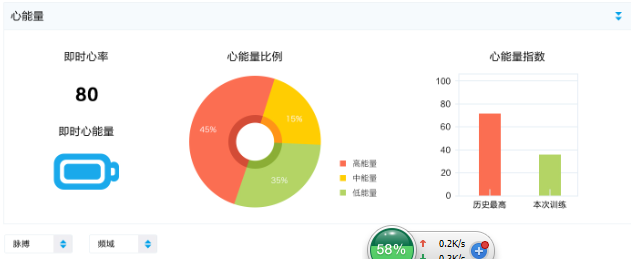 心能量
即时心率
80
即时心能量
心能量比例
45%
15%
35%
高能量
中能量
低能量
心能量指数
100
80
60
40
20
0
历史最高
本次训练
脉搏
频域
58%
0.2K/s